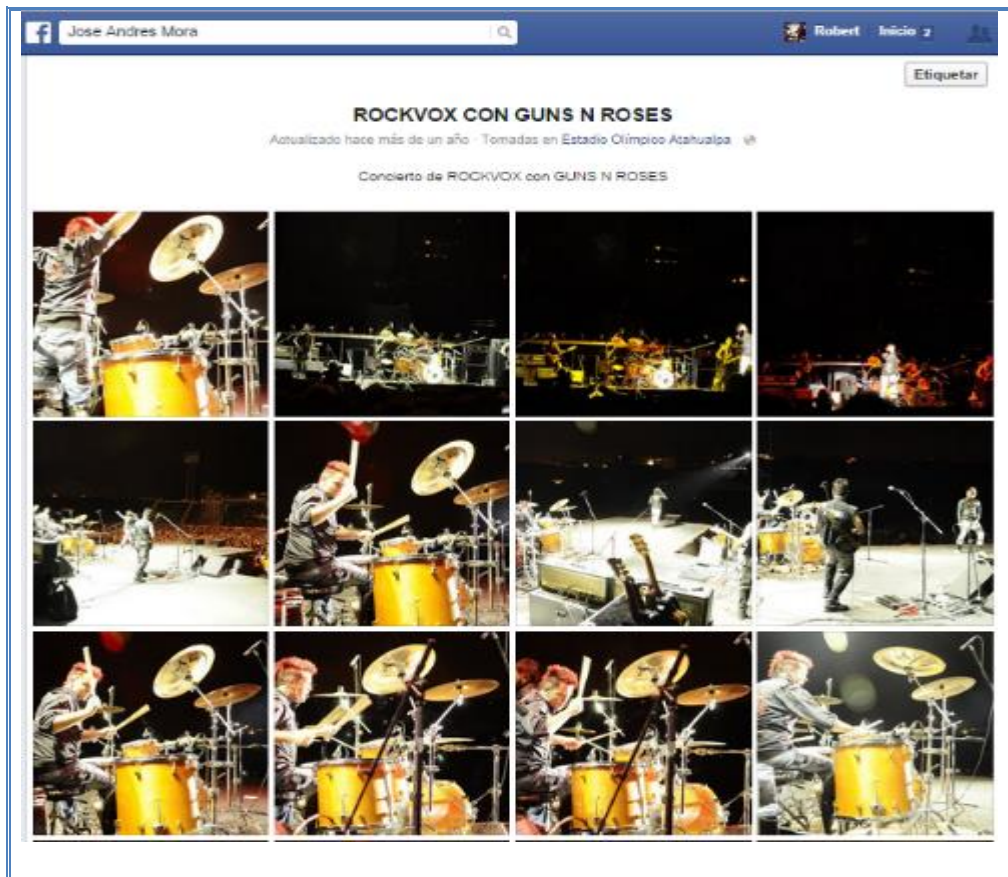 f Jose Andres Mora Robert Inicio 2
Etiquetar
ROCKVOX CON GUNS N ROSES
Actualizado hace más de un año · Tomadas en Estadio Olímpico Atahualpa
Concierto de ROCKVOX con GUNS N ROSES